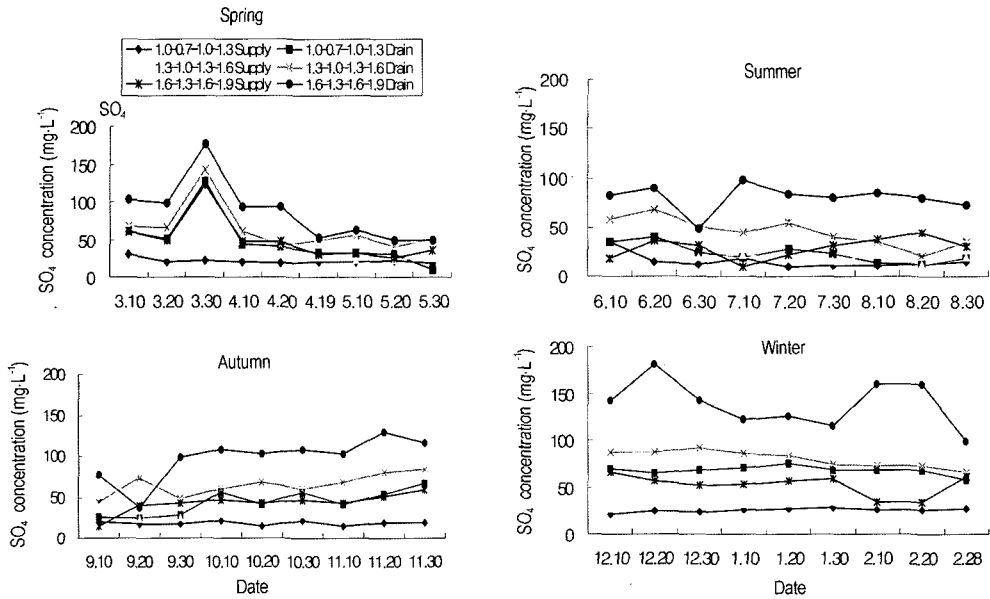 Spring
1.0-0.7-1.0-1.3 Supply 1.0-0.7-1.0-1.3 Drain
1.3-1.0-1.3-1.6 Supply 1.3-1.0-1.3-1.6 Drain
1.6-1.3-1.6-1.9 Supply 1.6-1.3-1.6-1.9 Drain
SO₄
SO₄ concentration (mg·L⁻¹)
200
150
100
50
0
3.10 3.20 3.30 4.10 4.20 4.19 5.10 5.20 5.30
Summer
SO₄ concentration (mg·L⁻¹)
200
150
100
50
0
6.10 6.20 6.30 7.10 7.20 7.30 8.10 8.20 8.30
Autumn
SO₄ concentration (mg·L⁻¹)
200
150
100
50
0
9.10 9.20 9.30 10.10 10.20 10.30 11.10 11.20 11.30
Date
Winter
SO₄ concentration (mg·L⁻¹)
200
150
100
50
0
12.10 12.20 12.30 1.10 1.20 1.30 2.10 2.20 2.28
Date